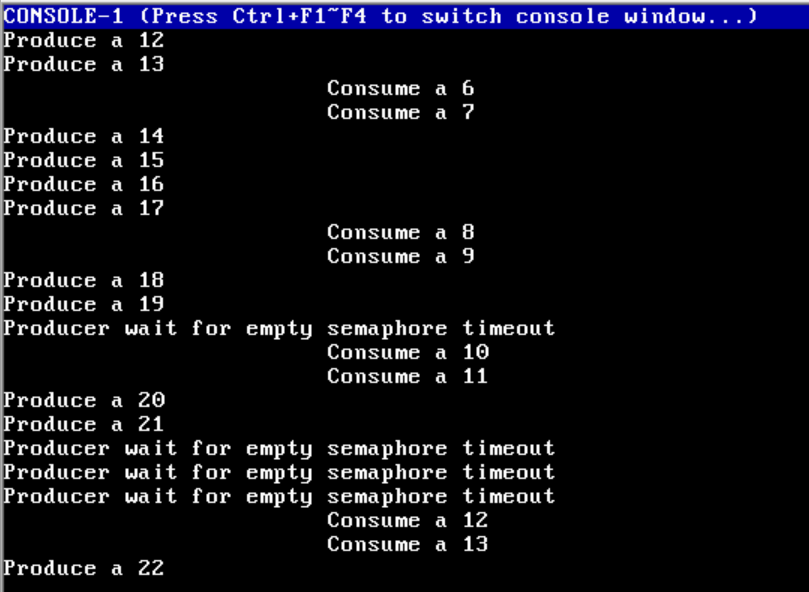 CONSOLE-1 (Press Ctrl+F1~F4 to switch console window...)
Produce a 12
Produce a 13
Consume a 6
Consume a 7
Produce a 14
Produce a 15
Produce a 16
Produce a 17
Consume a 8
Consume a 9
Produce a 18
Produce a 19
Producer wait for empty semaphore timeout
Consume a 10
Consume a 11
Produce a 20
Produce a 21
Producer wait for empty semaphore timeout
Producer wait for empty semaphore timeout
Producer wait for empty semaphore timeout
Consume a 12
Consume a 13
Produce a 22